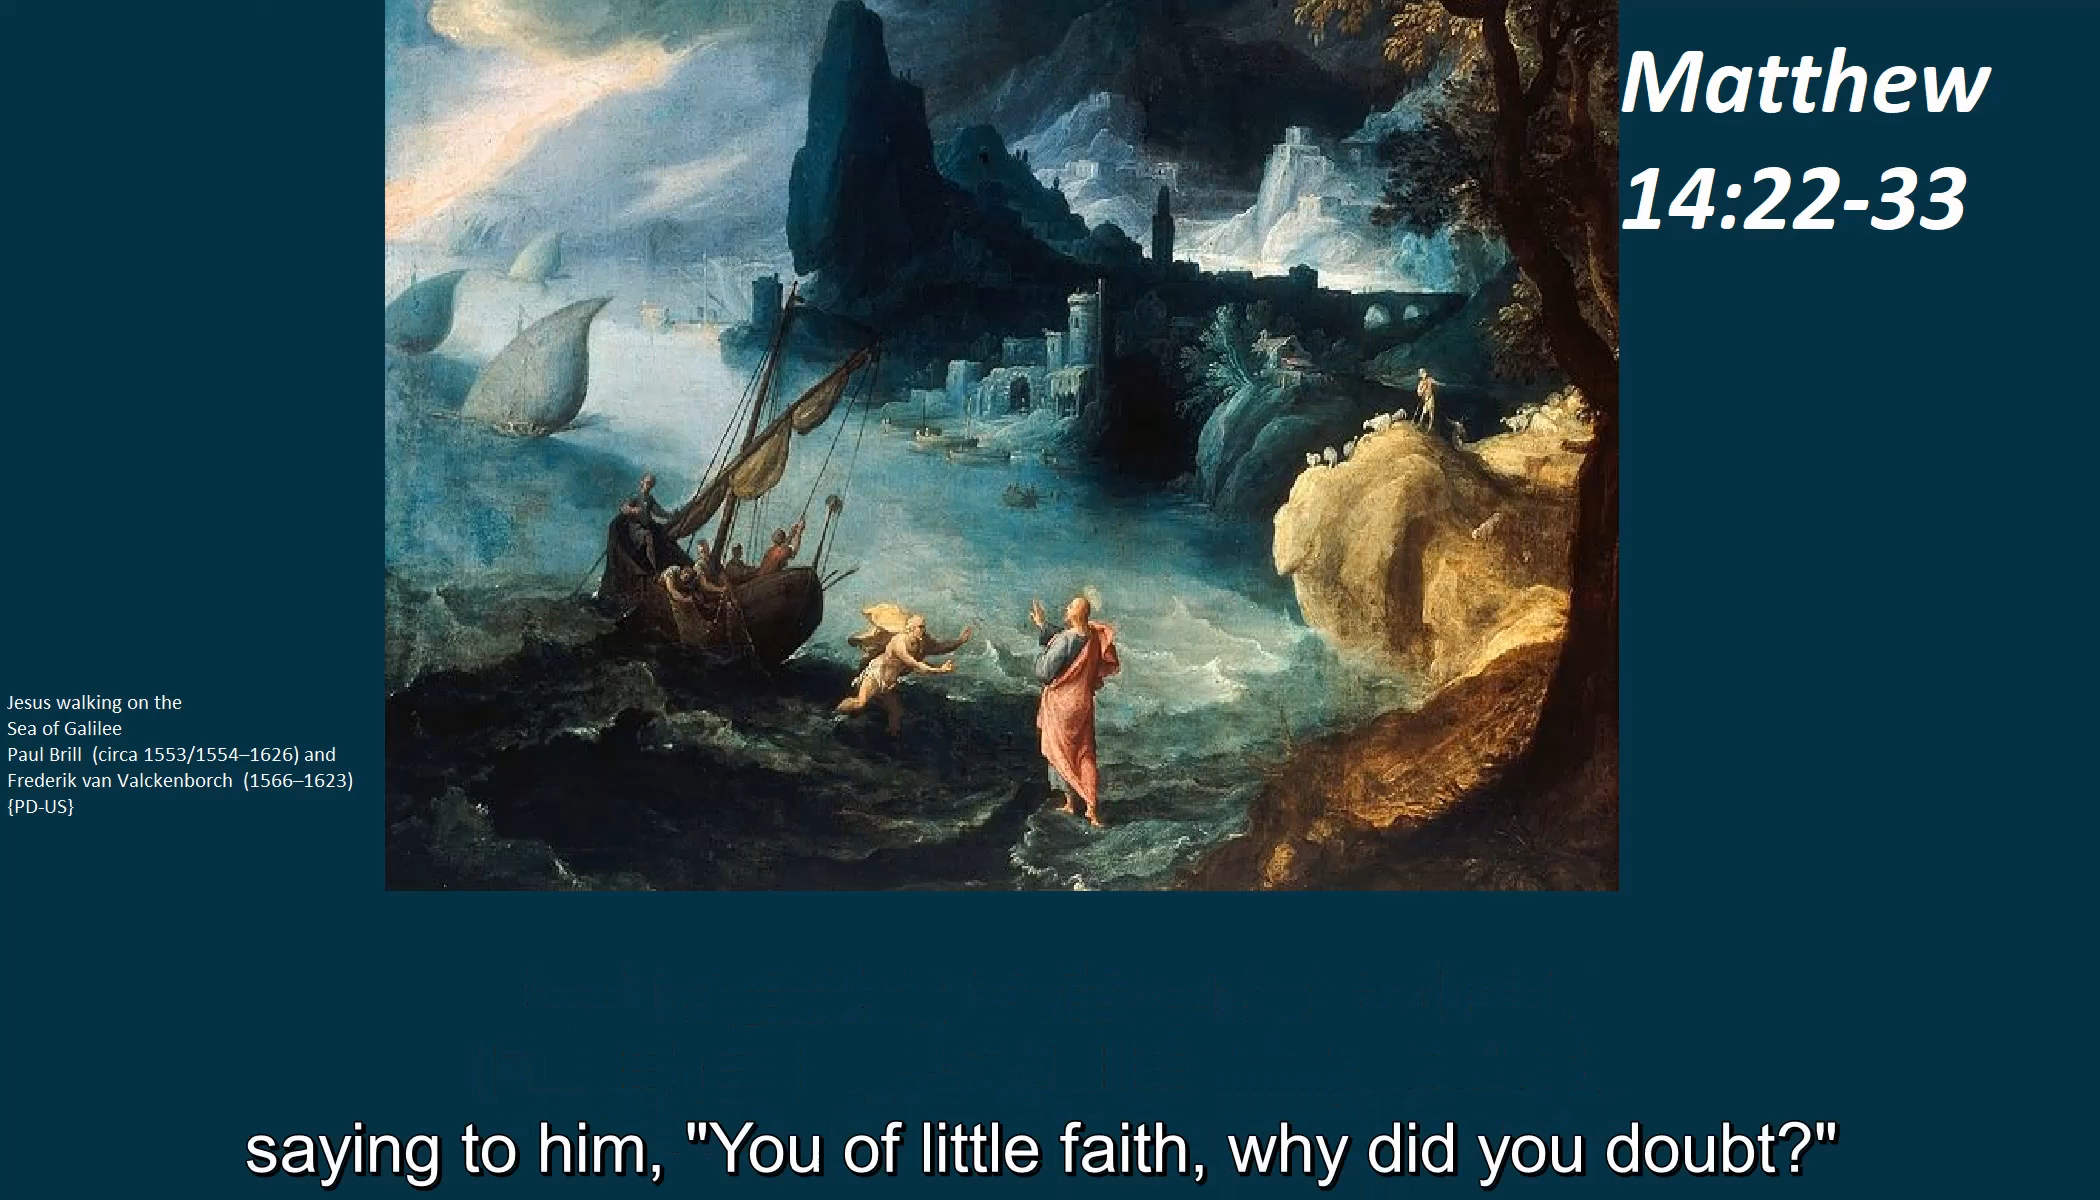 Matthew
14:22-33
Jesus walking on the
Sea of Galilee
Paul Brill  (circa 1553/1554–1626) and
Frederik van Valckenborch  (1566–1623)
{PD-US}
saying to him, "You of little faith, why did you doubt?"